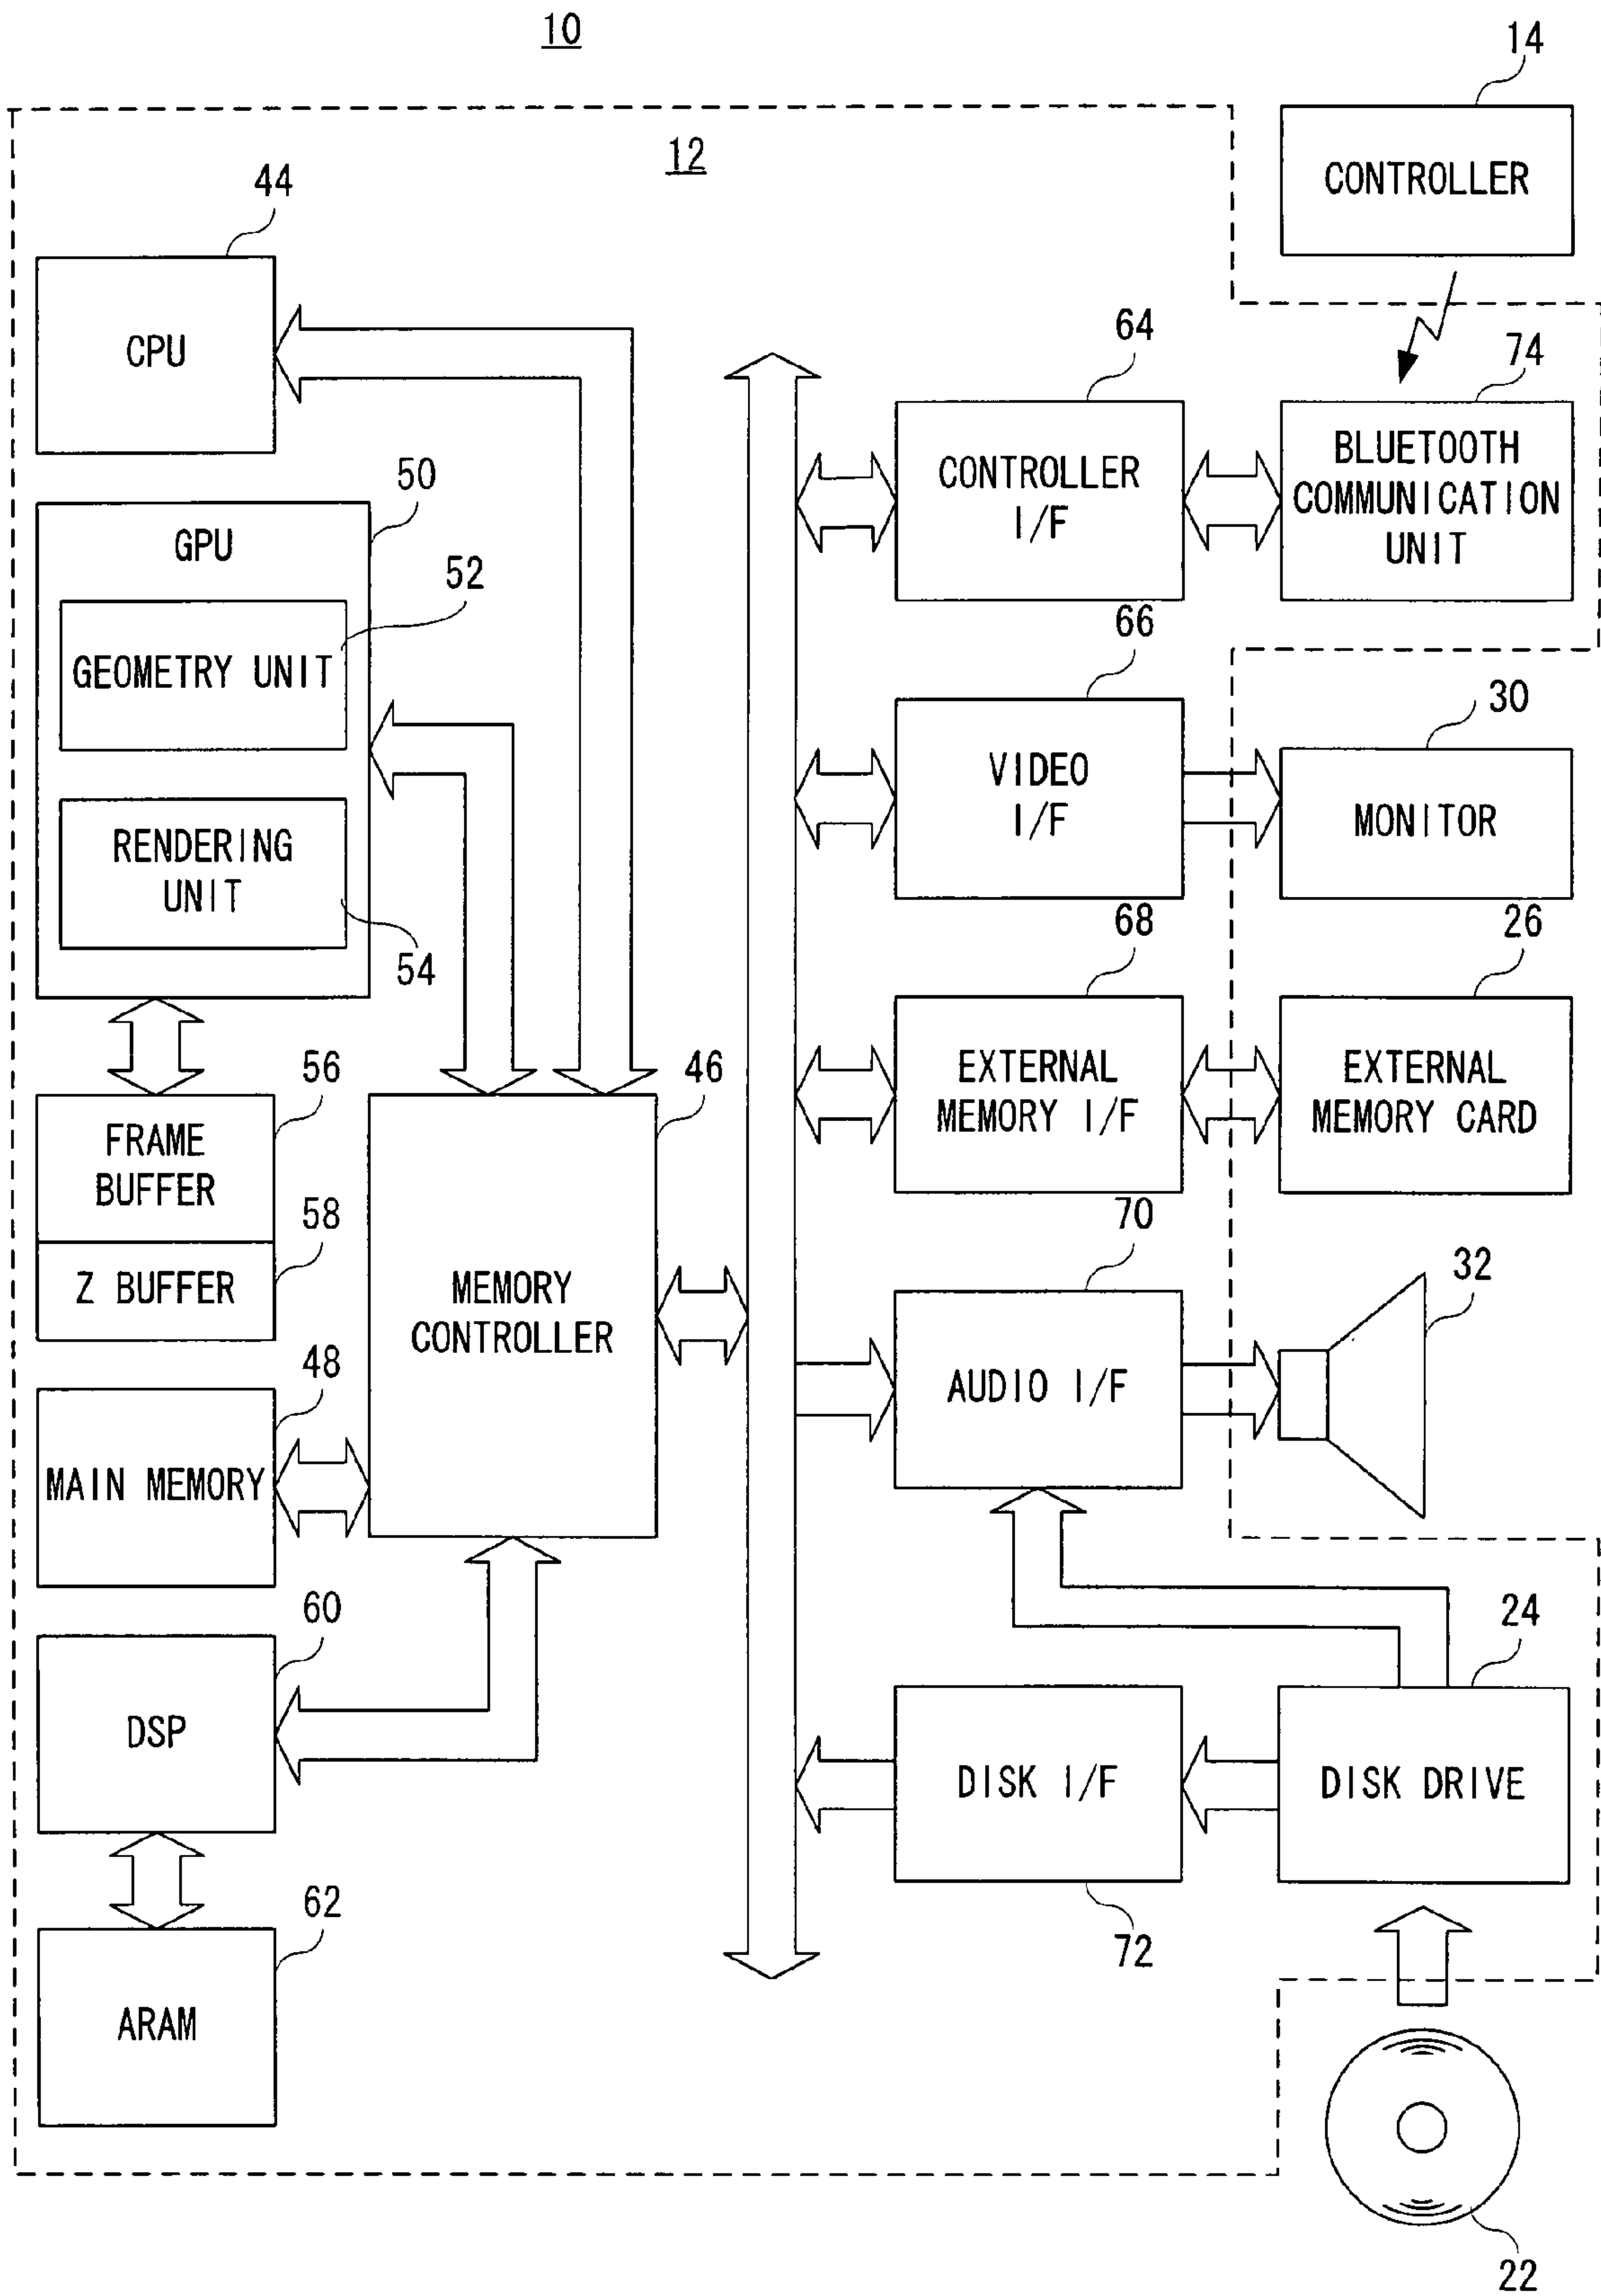 10
14
CONTROLLER
12
44
CPU
64
CONTROLLER
I/F
74
BLUETOOTH
COMMUNICATION
UNIT
50
GPU
52
GEOMETRY UNIT
RENDERING
UNIT
54
66
VIDEO
I/F
30
MONITOR
68
EXTERNAL
MEMORY I/F
26
EXTERNAL
MEMORY CARD
56
FRAME
BUFFER
58
Z BUFFER
46
MEMORY
CONTROLLER
70
AUDIO I/F
32
48
MAIN MEMORY
60
DSP
24
DISK DRIVE
DISK I/F
72
62
ARAM
22